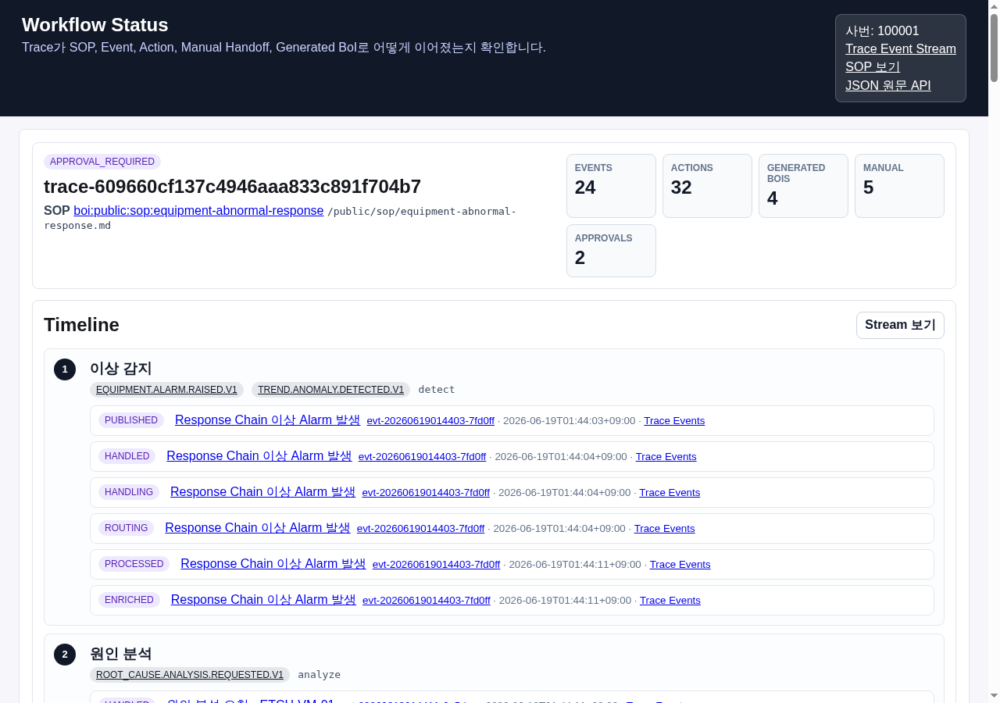 Workflow Status
Trace가 SOP, Event, Action, Manual Handoff, Generated BoI로 어떻게 이어졌는지 확인합니다.
사번: 100001
Trace Event Stream
SOP 보기
JSON 원문 API
APPROVAL_REQUIRED
trace-609660cf137c4946aaa833c891f704b7
SOP boi:public:sop:equipment-abnormal-response /public/sop/equipment-abnormal-
response.md
EVENTS
24
ACTIONS
32
GENERATED
BOIS
4
MANUAL
5
APPROVALS
2
Timeline
Stream 보기
1 이상 감지
EQUIPMENT.ALARM.RAISED.V1 TREND.ANOMALY.DETECTED.V1 detect
PUBLISHED Response Chain 이상 Alarm 발생 evt-20260619014403-7fd0ff · 2026-06-19T01:44:03+09:00 · Trace Events
HANDLED Response Chain 이상 Alarm 발생 evt-20260619014403-7fd0ff · 2026-06-19T01:44:04+09:00 · Trace Events
HANDLING Response Chain 이상 Alarm 발생 evt-20260619014403-7fd0ff · 2026-06-19T01:44:04+09:00 · Trace Events
ROUTING Response Chain 이상 Alarm 발생 evt-20260619014403-7fd0ff · 2026-06-19T01:44:04+09:00 · Trace Events
PROCESSED Response Chain 이상 Alarm 발생 evt-20260619014403-7fd0ff · 2026-06-19T01:44:11+09:00 · Trace Events
ENRICHED Response Chain 이상 Alarm 발생 evt-20260619014403-7fd0ff · 2026-06-19T01:44:11+09:00 · Trace Events
2 원인 분석
ROOT_CAUSE.ANALYSIS.REQUESTED.V1 analyze
HANDLED 원인 분석 요청